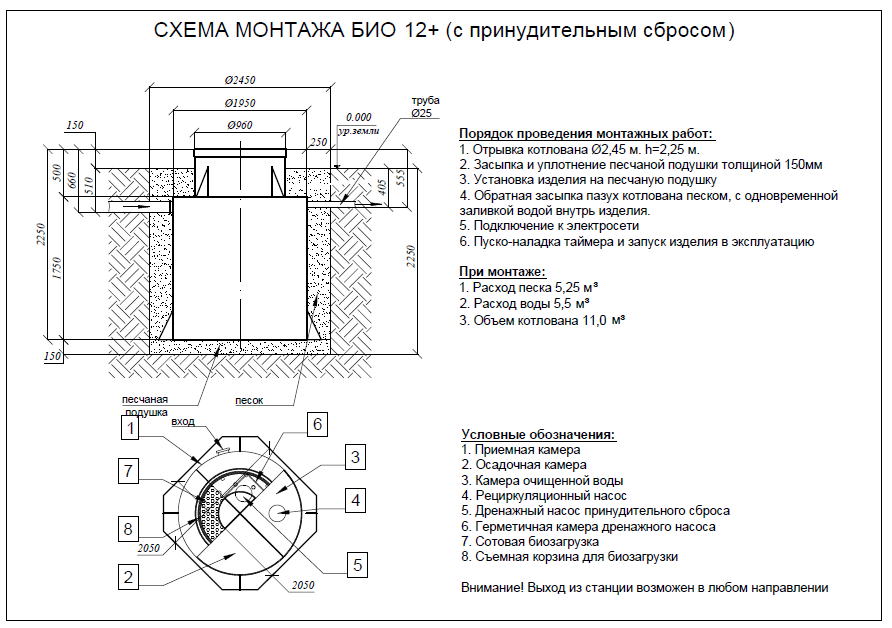 СХЕМА МОНТАЖА БИО 12+ (с принудительным сбросом)
Ø2450
Ø1950
Ø960
150
250
0.000
ур.земли
труба
Ø25
500
660
510
405
555
2250
1750
2250
150
песчаная
подушка
песок
Порядок проведения монтажных работ:
1. Отрывка котлована Ø2,45 м. h=2,25 м.
2. Засыпка и уплотнение песчаной подушки толщиной 150мм
3. Установка изделия на песчаную подушку
4. Обратная засыпка пазух котлована песком, с одновременной
заливкой водой внутрь изделия.
5. Подключение к электросети
6. Пуско-наладка таймера и запуск изделия в эксплуатацию
При монтаже:
1. Расход песка 5,25 м³
2. Расход воды 5,5 м³
3. Объем котлована 11,0 м³
вход
1
6
3
7
4
8
2050
2
2050
5
Условные обозначения:
1. Приемная камера
2. Осадочная камера
3. Камера очищенной воды
4. Рециркуляционный насос
5. Дренажный насос принудительного сброса
6. Герметичная камера дренажного насоса
7. Сотовая биозагрузка
8. Съемная корзина для биозагрузки
Внимание! Выход из станции возможен в любом направлении